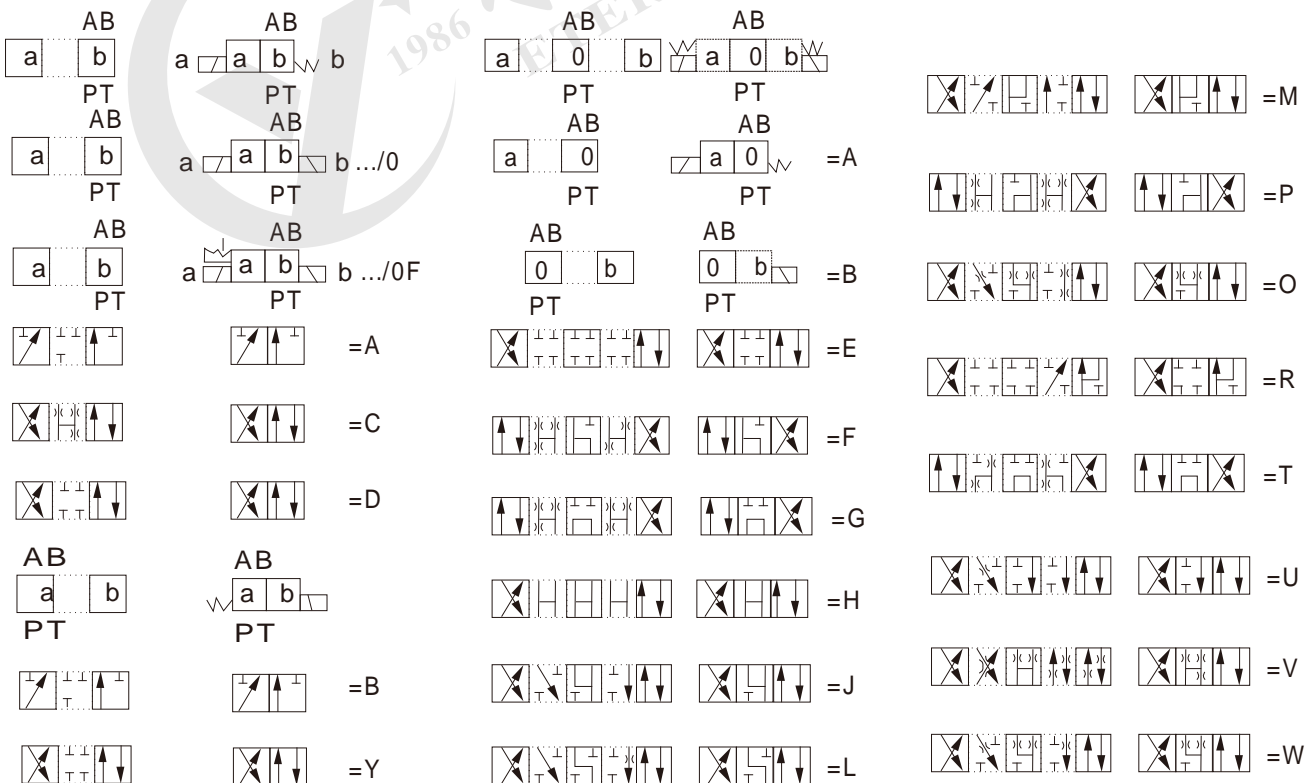 AB
a b
PT
AB
a a b b
PT
AB
a b
PT
AB
a a b b .../0
PT
AB
a b
PT
AB
a a b b .../0F
PT
=A
=C
=D
AB
a b
PT
AB
a b
PT
=B
=Y
AB
a 0 b
PT
AB
a 0 b
PT
AB
a 0
PT
AB
a 0 =A
PT
AB
0 b
PT
AB
0 b =B
PT
=E
=F
=G
=H
=J
=L
=M
=P
=O
=R
=T
=U
=V
=W
1986